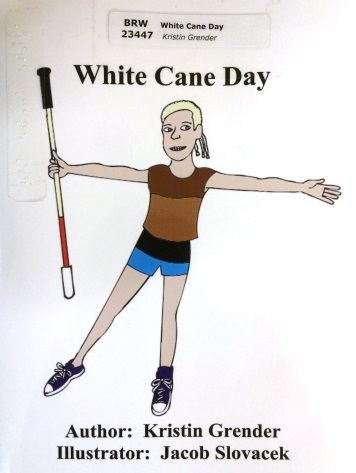 BRW White Cane Day
23447 Kristin Grender
White Cane Day
Author: Kristin Grender
Illustrator: Jacob Slovacek